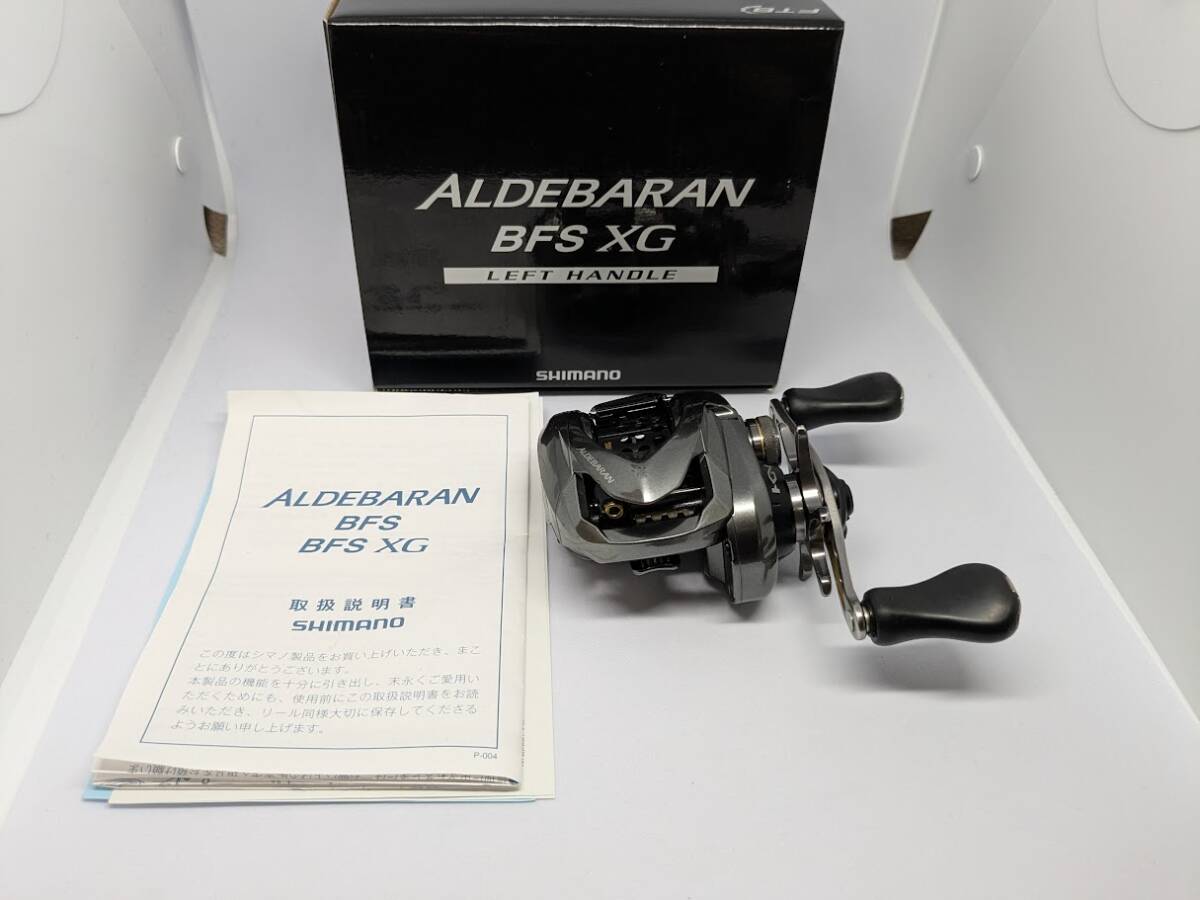 FTB
ALDEBARAN
BFS XG
LEFT HANDLE
SHIMANO
ALDEBARAN
ALDEBARAN
BFS
BFS XG
取扱説明書
SHIMANO
この度はシマノ製品をお買い上げいただき、まこ
とにありがとうございます。
本製品の機能を十分に引き出し、末永くご愛用い
ただくためにも、使用前にこの取扱説明書をお読
みいただき、リール同様大切に保存してくださる
ようお願い申し上げます。
P-004